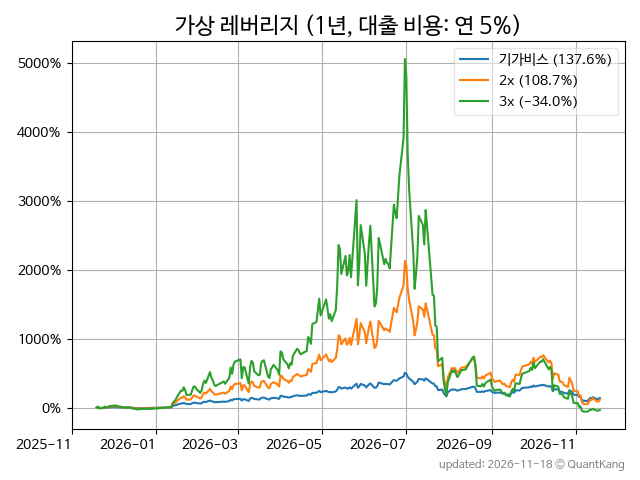 가상 레버리지 (1년, 대출 비용: 연 5%)
기가비스 (137.6%)
2x (108.7%)
3x (−34.0%)
5000%
4000%
3000%
2000%
1000%
0%
2025-11 2026-01 2026-03 2026-05 2026-07 2026-09 2026-11
updated: 2026-11-18 @ QuantKang